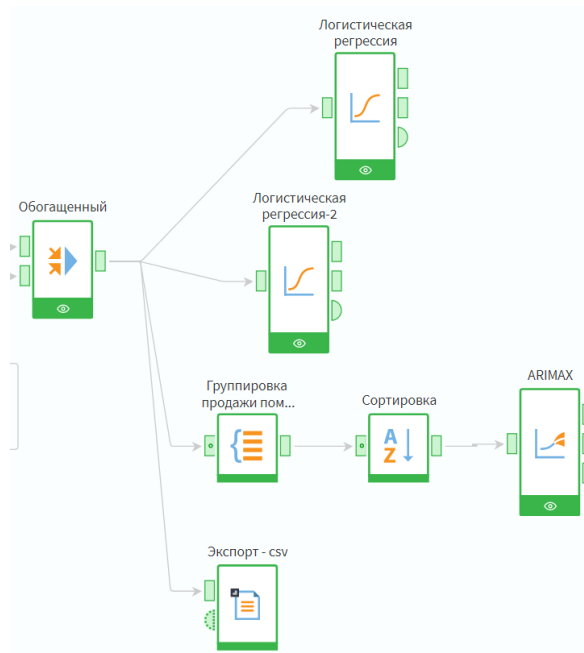 Логистическая
регрессия
Обогащенный
Логистическая
регрессия-2
Группировка
продажи пом...
Сортировка
ARIMAX
A
Z
Экспорт - csv